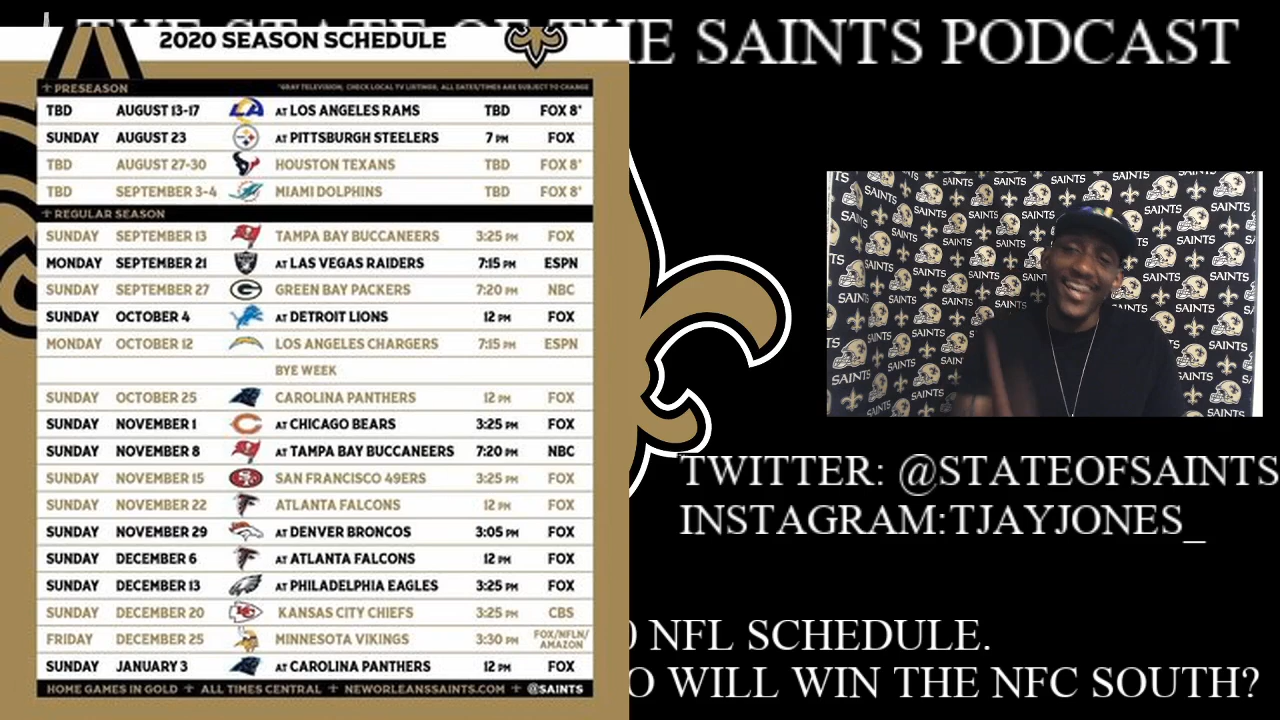 THE STATE OF THE SAINTS PODCAST
2020 SEASON SCHEDULE
PRESEASON *GRAY TELEVISION; CHECK LOCAL TV LISTINGS; ALL DATES/TIMES ARE SUBJECT TO CHANGE
TBD AUGUST 13-17 AT LOS ANGELES RAMS TBD FOX 8*
SUNDAY AUGUST 23 AT PITTSBURGH STEELERS 7 PM FOX
TBD AUGUST 27-30 HOUSTON TEXANS TBD FOX 8*
TBD SEPTEMBER 3-4 MIAMI DOLPHINS TBD FOX 8*
REGULAR SEASON
SUNDAY SEPTEMBER 13 TAMPA BAY BUCCANEERS 3:25 PM FOX
MONDAY SEPTEMBER 21 AT LAS VEGAS RAIDERS 7:15 PM ESPN
SUNDAY SEPTEMBER 27 GREEN BAY PACKERS 7:20 PM NBC
SUNDAY OCTOBER 4 AT DETROIT LIONS 12 PM FOX
MONDAY OCTOBER 12 LOS ANGELES CHARGERS 7:15 PM ESPN
BYE WEEK
SUNDAY OCTOBER 25 CAROLINA PANTHERS 12 PM FOX
SUNDAY NOVEMBER 1 AT CHICAGO BEARS 3:25 PM FOX
SUNDAY NOVEMBER 8 AT TAMPA BAY BUCCANEERS 7:20 PM NBC
SUNDAY NOVEMBER 15 SAN FRANCISCO 49ERS 3:25 PM FOX
SUNDAY NOVEMBER 22 ATLANTA FALCONS 12 PM FOX
SUNDAY NOVEMBER 29 AT DENVER BRONCOS 3:05 PM FOX
SUNDAY DECEMBER 6 AT ATLANTA FALCONS 12 PM FOX
SUNDAY DECEMBER 13 AT PHILADELPHIA EAGLES 3:25 PM FOX
SUNDAY DECEMBER 20 KANSAS CITY CHIEFS 3:25 PM CBS
FRIDAY DECEMBER 25 MINNESOTA VIKINGS 3:30 PM FOX/NFLN/
AMAZON
SUNDAY JANUARY 3 AT CAROLINA PANTHERS 12 PM FOX
HOME GAMES IN GOLD ALL TIMES CENTRAL NEWORLEANSSAINTS.COM @SAINTS
SAINTS
TWITTER: @STATEOFSAINTS
INSTAGRAM:TJAYJONES_
NFL SCHEDULE.
WILL WIN THE NFC SOUTH?